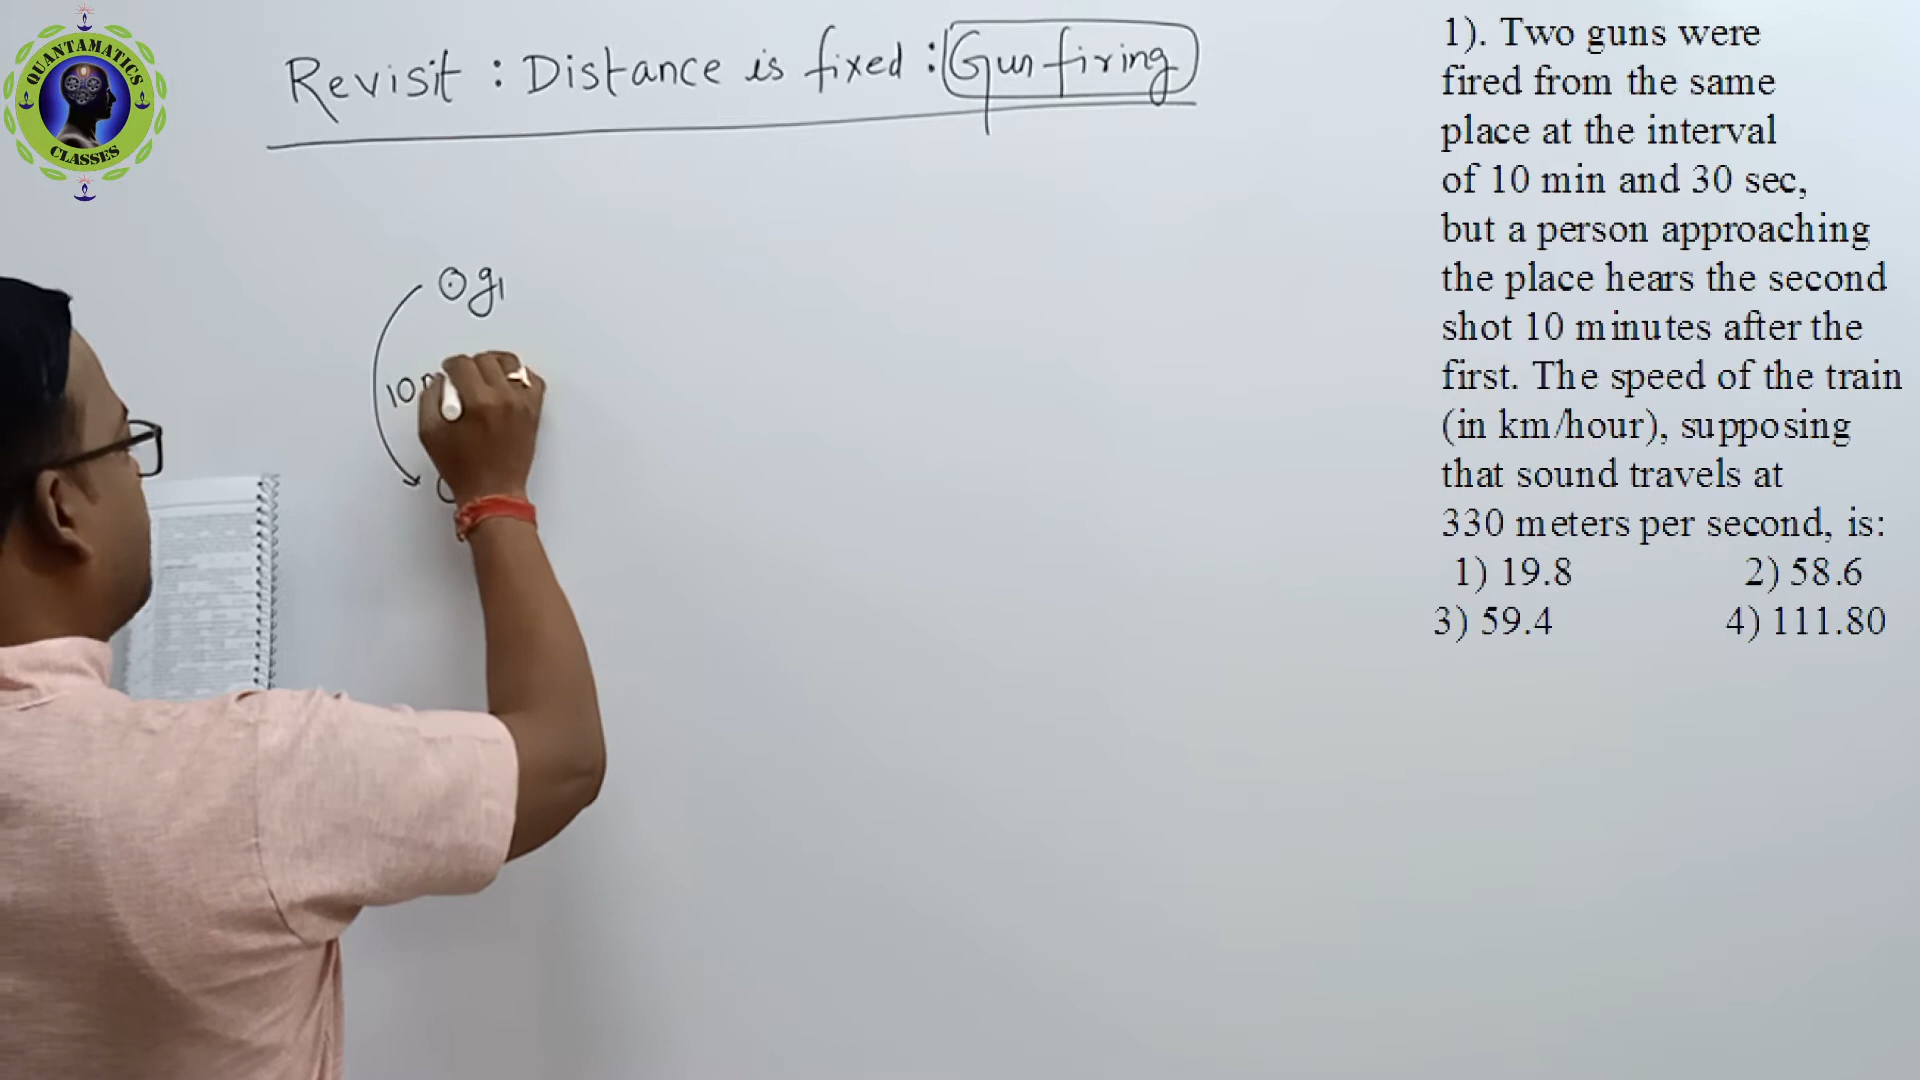 QUANTAMATICS
CLASSES
Revisit : Distance is fixed : Gun firing
g1
10
1). Two guns were
fired from the same
place at the interval
of 10 min and 30 sec,
but a person approaching
the place hears the second
shot 10 minutes after the
first. The speed of the train
(in km/hour), supposing
that sound travels at
330 meters per second, is:
1) 19.8 2) 58.6
3) 59.4 4) 111.80